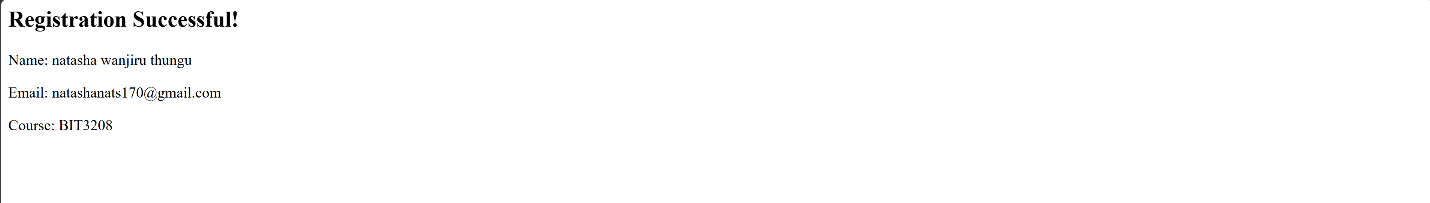 Registration Successful!
Name: natasha wanjiru thungu
Email: natashanats170@gmail.com
Course: BIT3208